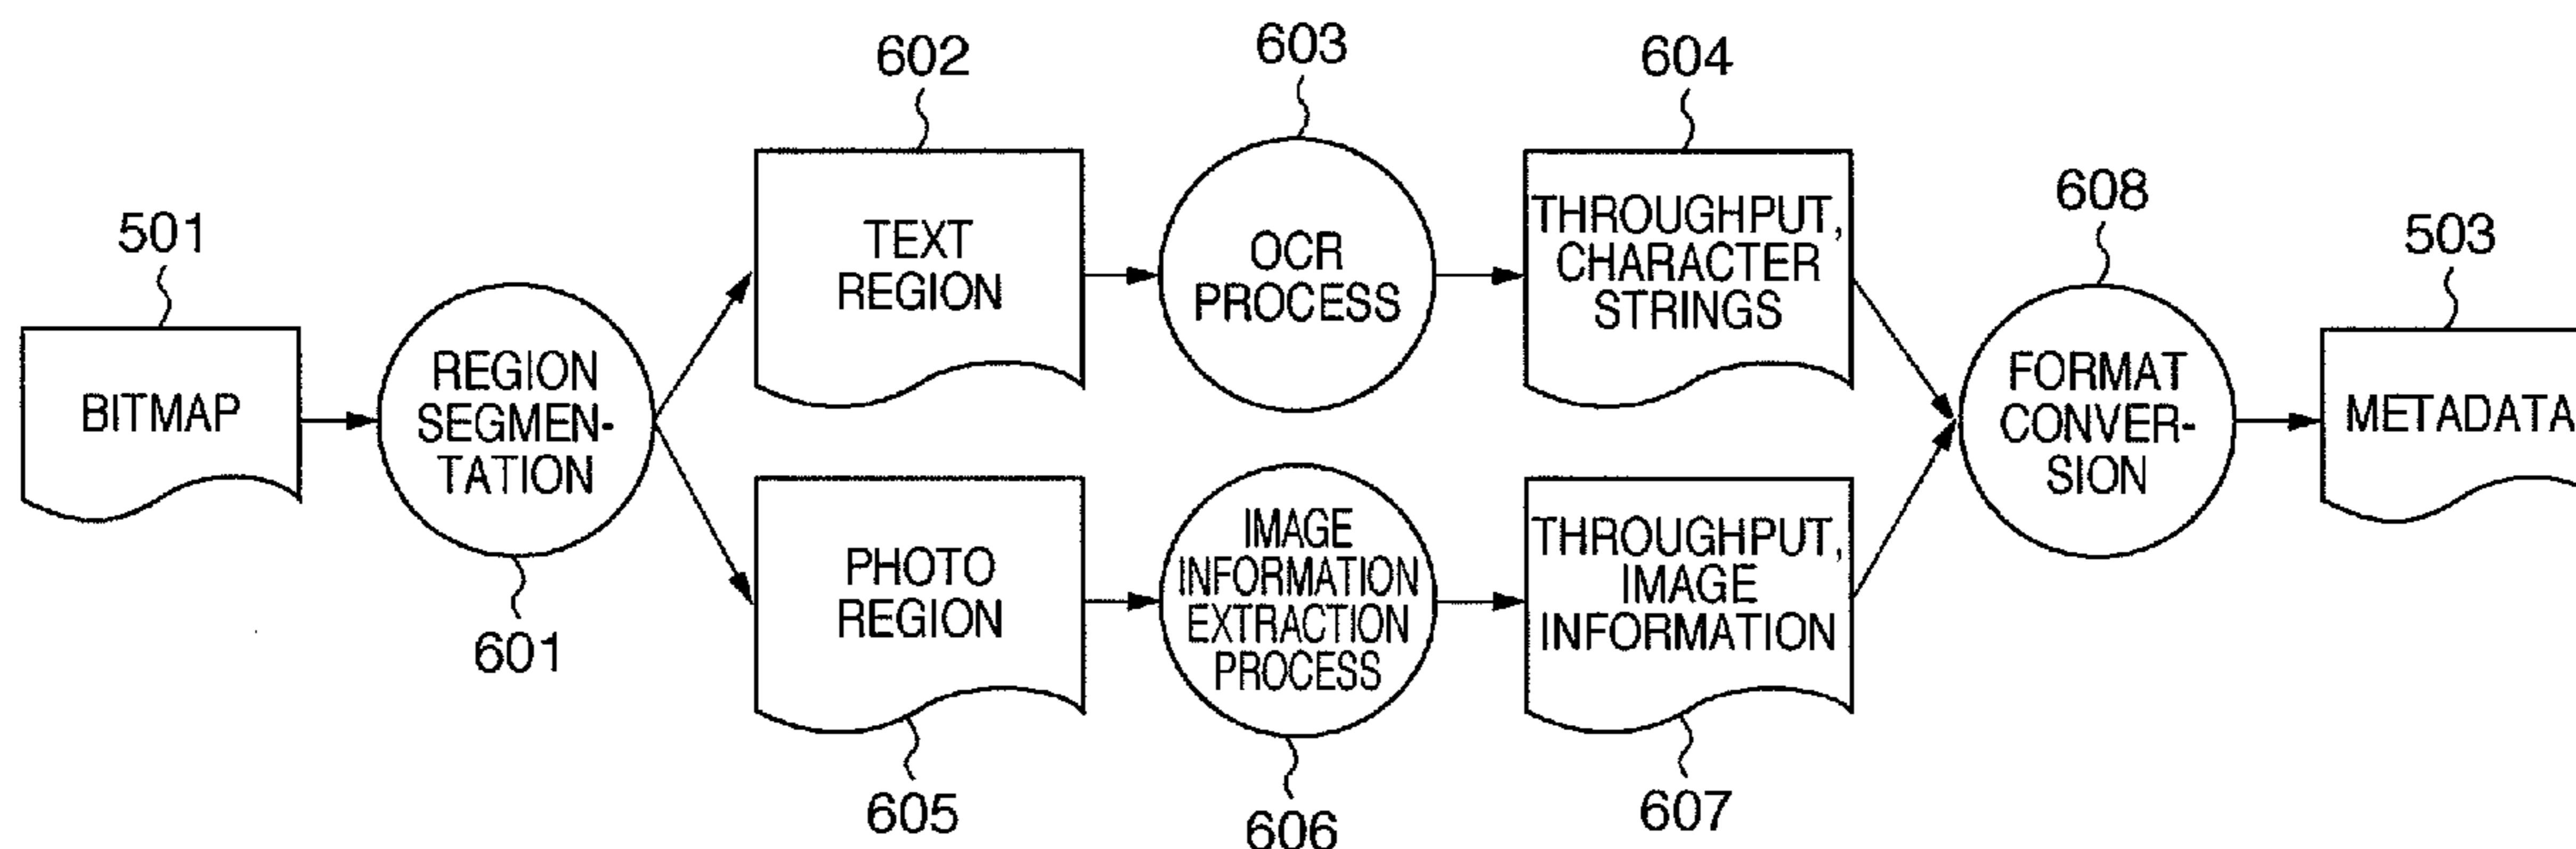 501
BITMAP
REGION
SEGMEN-
TATION
601
602
TEXT
REGION
603
OCR
PROCESS
604
THROUGHPUT,
CHARACTER
STRINGS
605
PHOTO
REGION
606
IMAGE
INFORMATION
EXTRACTION
PROCESS
607
THROUGHPUT,
IMAGE
INFORMATION
608
FORMAT
CONVER-
SION
503
METADATA